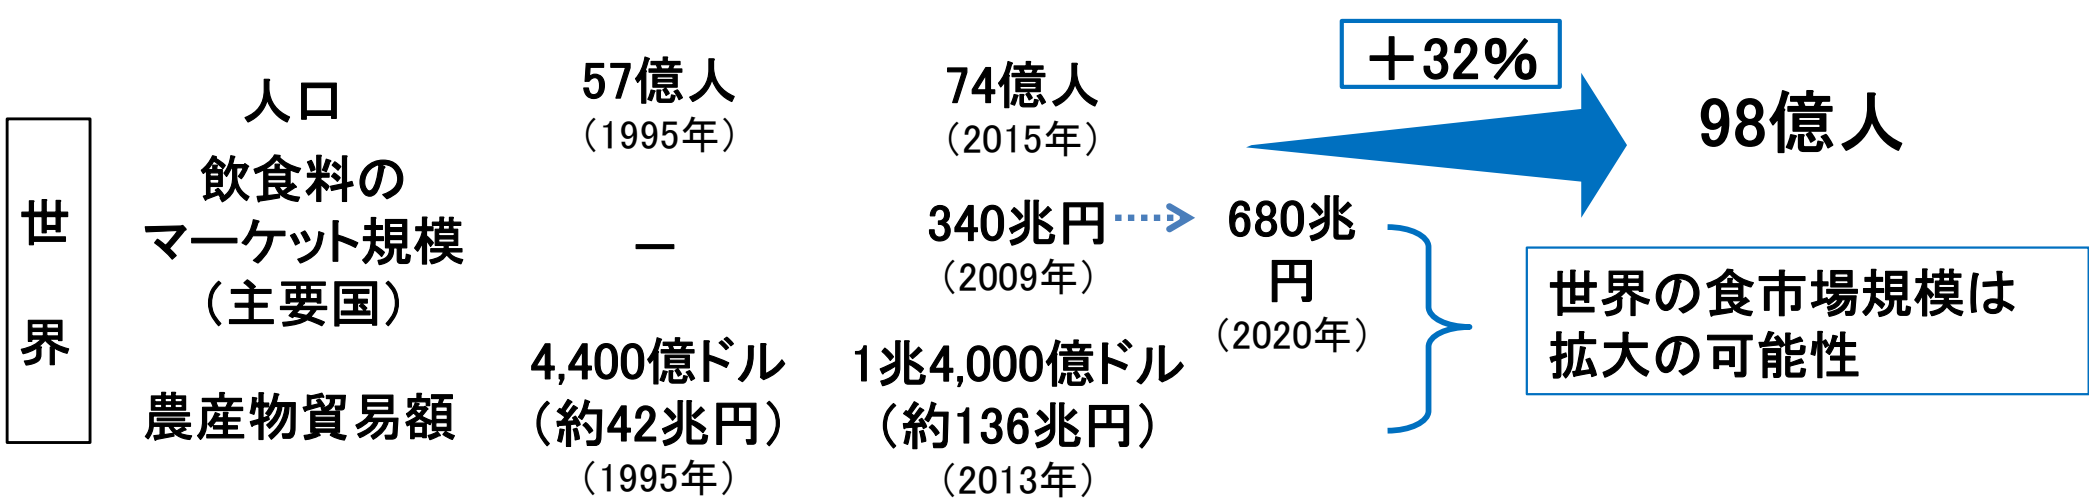 世界
人口
57億人
（1995年）
74億人
（2015年）
＋32%
98億人
飲食料の
マーケット規模
（主要国）
－
340兆円
（2009年）
680兆
円
（2020年）
農産物貿易額
4,400億ドル
（約42兆円）
（1995年）
1兆4,000億ドル
（約136兆円）
（2013年）
世界の食市場規模は
拡大の可能性